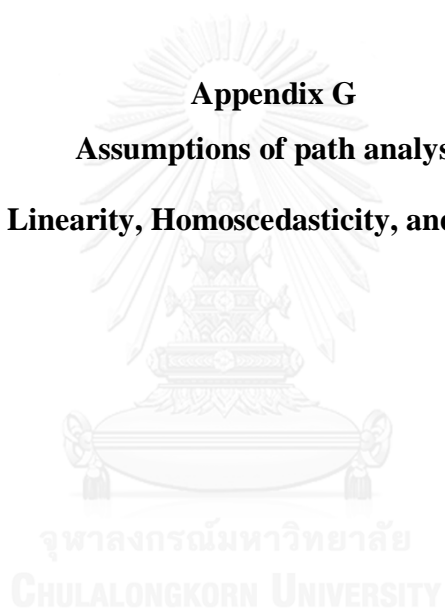 Appendix G
Assumptions of path analys
Linearity, Homoscedasticity, and
จุฬาลงกรณ์มหาวิทยาลัย
CHULALONGKORN UNIVERSITY